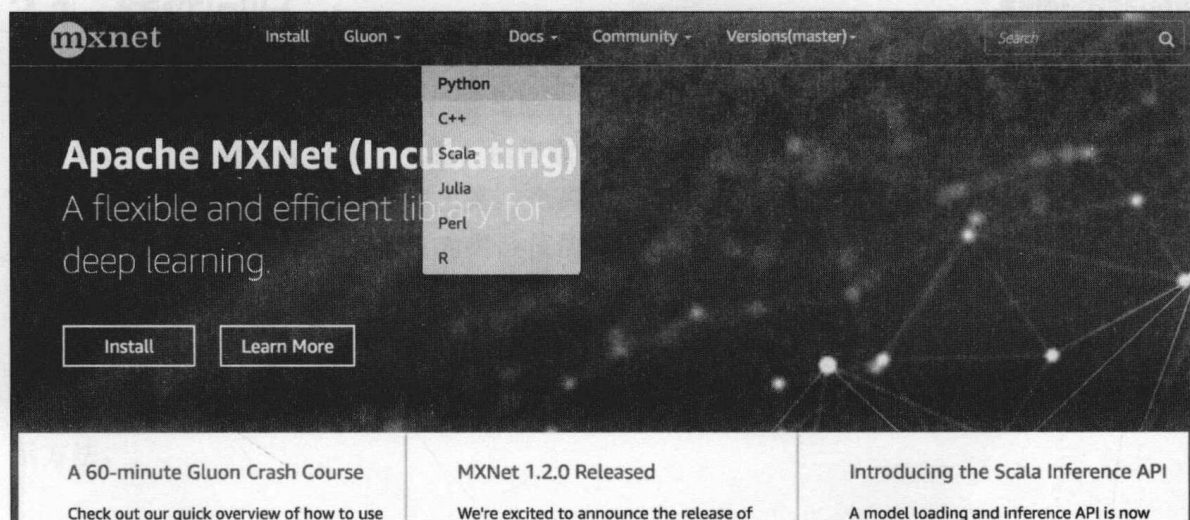 mxnet
Install Gluon Docs Community Versions(master) Search
Python
C++
Scala
Julia
Perl
R
Apache MXNet (Incubating)
A flexible and efficient library for
deep learning.
Install Learn More
A 60-minute Gluon Crash Course
Check out our quick overview of how to use
MXNet 1.2.0 Released
We're excited to announce the release of
Introducing the Scala Inference API
A model loading and inference API is now